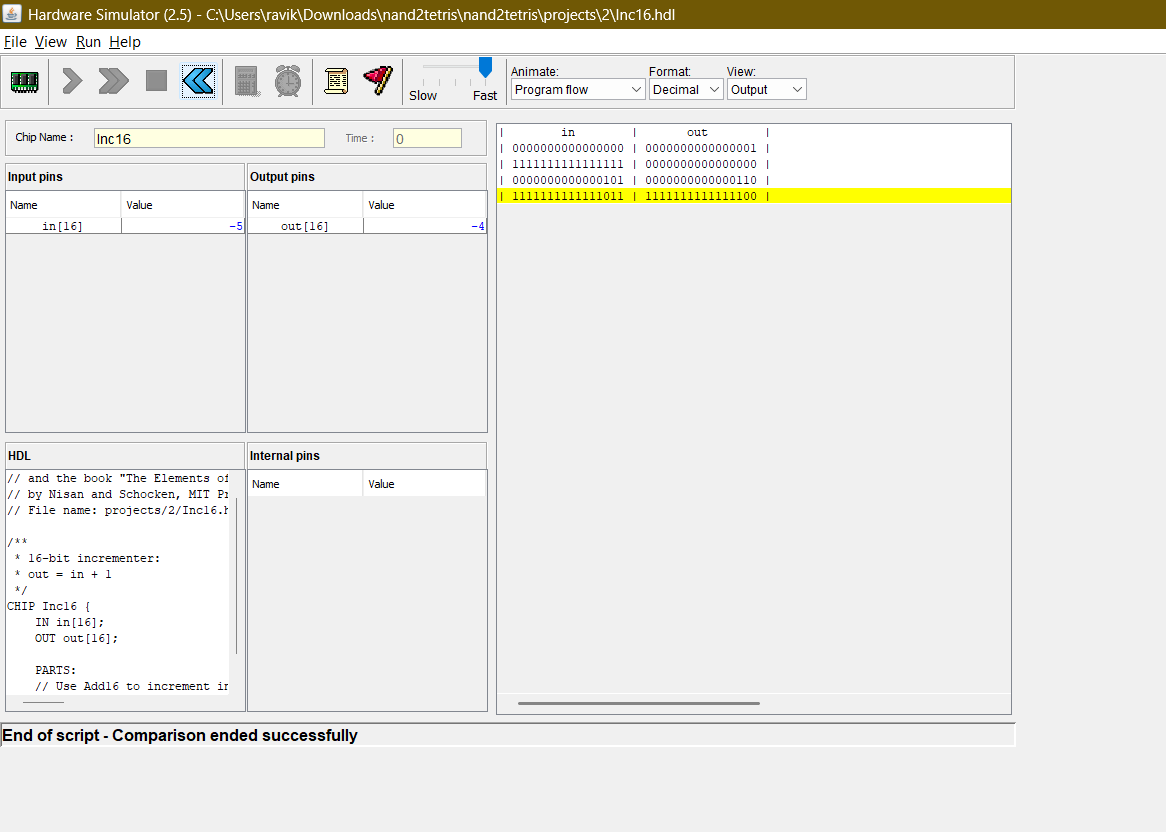 Hardware Simulator (2.5) - C:\Users\ravik\Downloads\nand2tetris\nand2tetris\projects\2\Inc16.hdl
File View Run Help
Slow Fast
Animate: Format: View:
Program flow Decimal Output
Chip Name : Inc16 Time : 0
Input pins
Name Value
in[16] -5
Output pins
Name Value
out[16] -4
HDL
// and the book "The Elements of
// by Nisan and Schocken, MIT Pr
// File name: projects/2/Inc16.h
/**
* 16-bit incrementer:
* out = in + 1
*/
CHIP Inc16 {
IN in[16];
OUT out[16];
PARTS:
// Use Add16 to increment in
Internal pins
Name Value
| in | out |
| 0000000000000000 | 0000000000000001 |
| 1111111111111111 | 0000000000000000 |
| 0000000000000101 | 0000000000000110 |
| 1111111111111011 | 1111111111111100 |
End of script - Comparison ended successfully